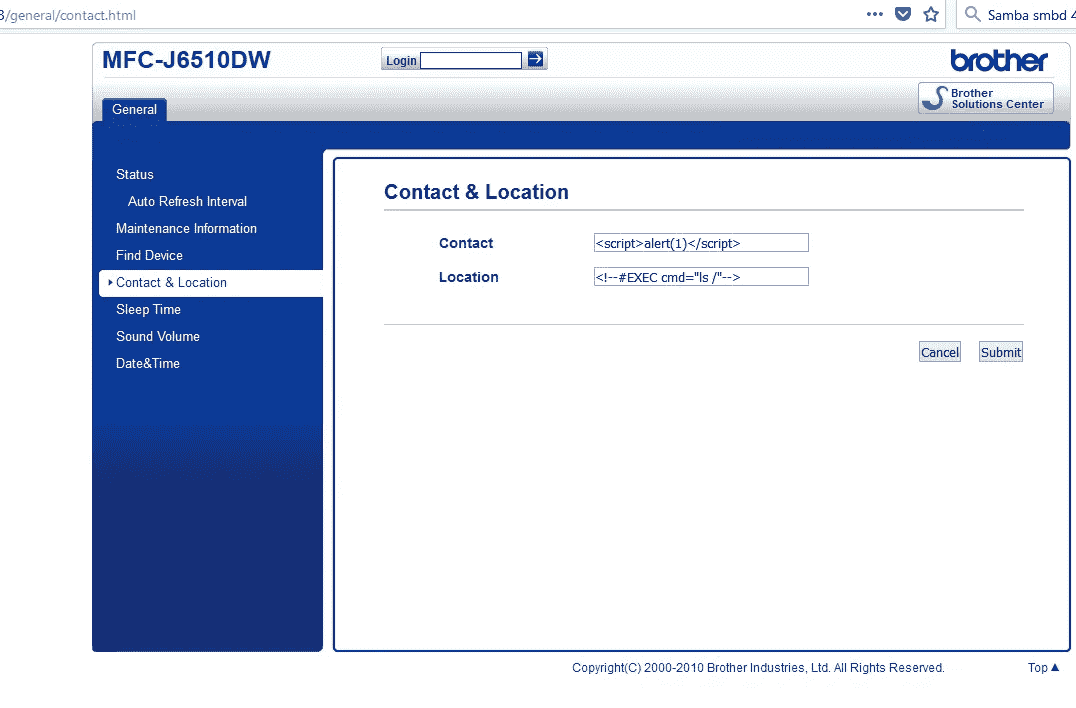 3/general/contact.html
Samba smbd 4
MFC-J6510DW
Login
brother
Brother
Solutions Center
General
Status
Auto Refresh Interval
Maintenance Information
Find Device
Contact & Location
Sleep Time
Sound Volume
Date&Time
Contact & Location
Contact
<script>alert(1)</script>
Location
<!--#EXEC cmd="ls /"-->
Cancel
Submit
Copyright(C) 2000-2010 Brother Industries, Ltd. All Rights Reserved.
Top▲